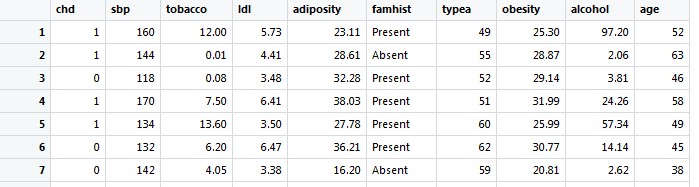 chd sbp tobacco ldl adiposity famhist typea obesity alcohol age
1 1 160 12.00 5.73 23.11 Present 49 25.30 97.20 52
2 1 144 0.01 4.41 28.61 Absent 55 28.87 2.06 63
3 0 118 0.08 3.48 32.28 Present 52 29.14 3.81 46
4 1 170 7.50 6.41 38.03 Present 51 31.99 24.26 58
5 1 134 13.60 3.50 27.78 Present 60 25.99 57.34 49
6 0 132 6.20 6.47 36.21 Present 62 30.77 14.14 45
7 0 142 4.05 3.38 16.20 Absent 59 20.81 2.62 38